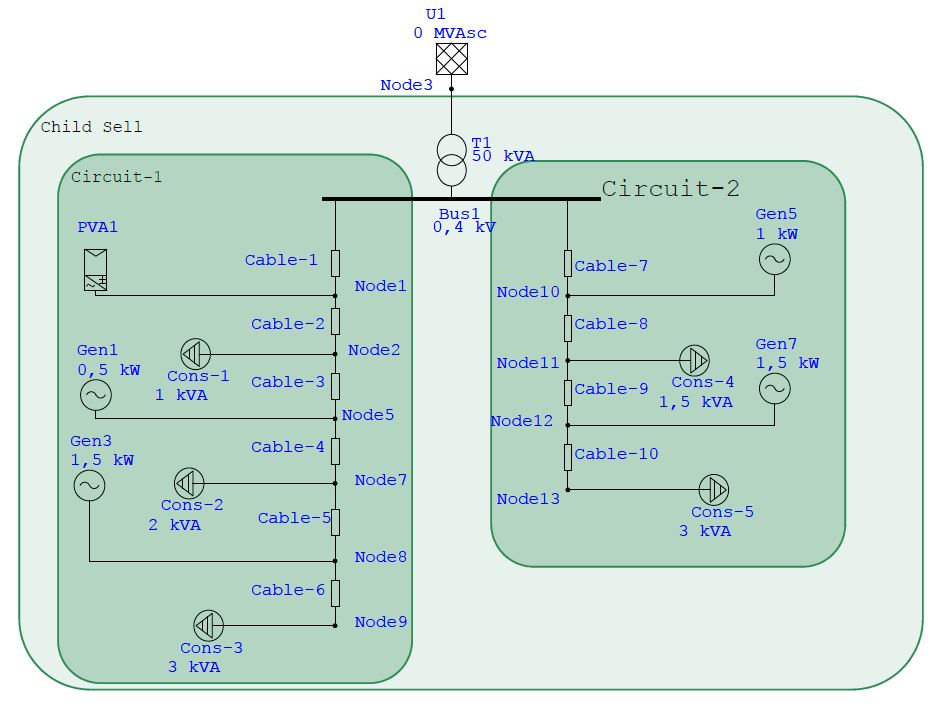 U1
0 MVAsc
Node3
Child Sell
T1
50 kVA
Circuit-1
Circuit-2
Bus1
0,4 kV
PVA1
Cable-1
Node1
Cable-2
Node2
Gen1
0,5 kW
Cons-1
1 kVA
Cable-3
Node5
Gen3
1,5 kW
Cable-4
Node7
Cons-2
2 kVA
Cable-5
Node8
Cable-6
Node9
Cons-3
3 kVA
Gen5
1 kW
Cable-7
Node10
Cable-8
Gen7
1,5 kW
Node11
Cons-4
1,5 kVA
Cable-9
Node12
Cable-10
Node13
Cons-5
3 kVA